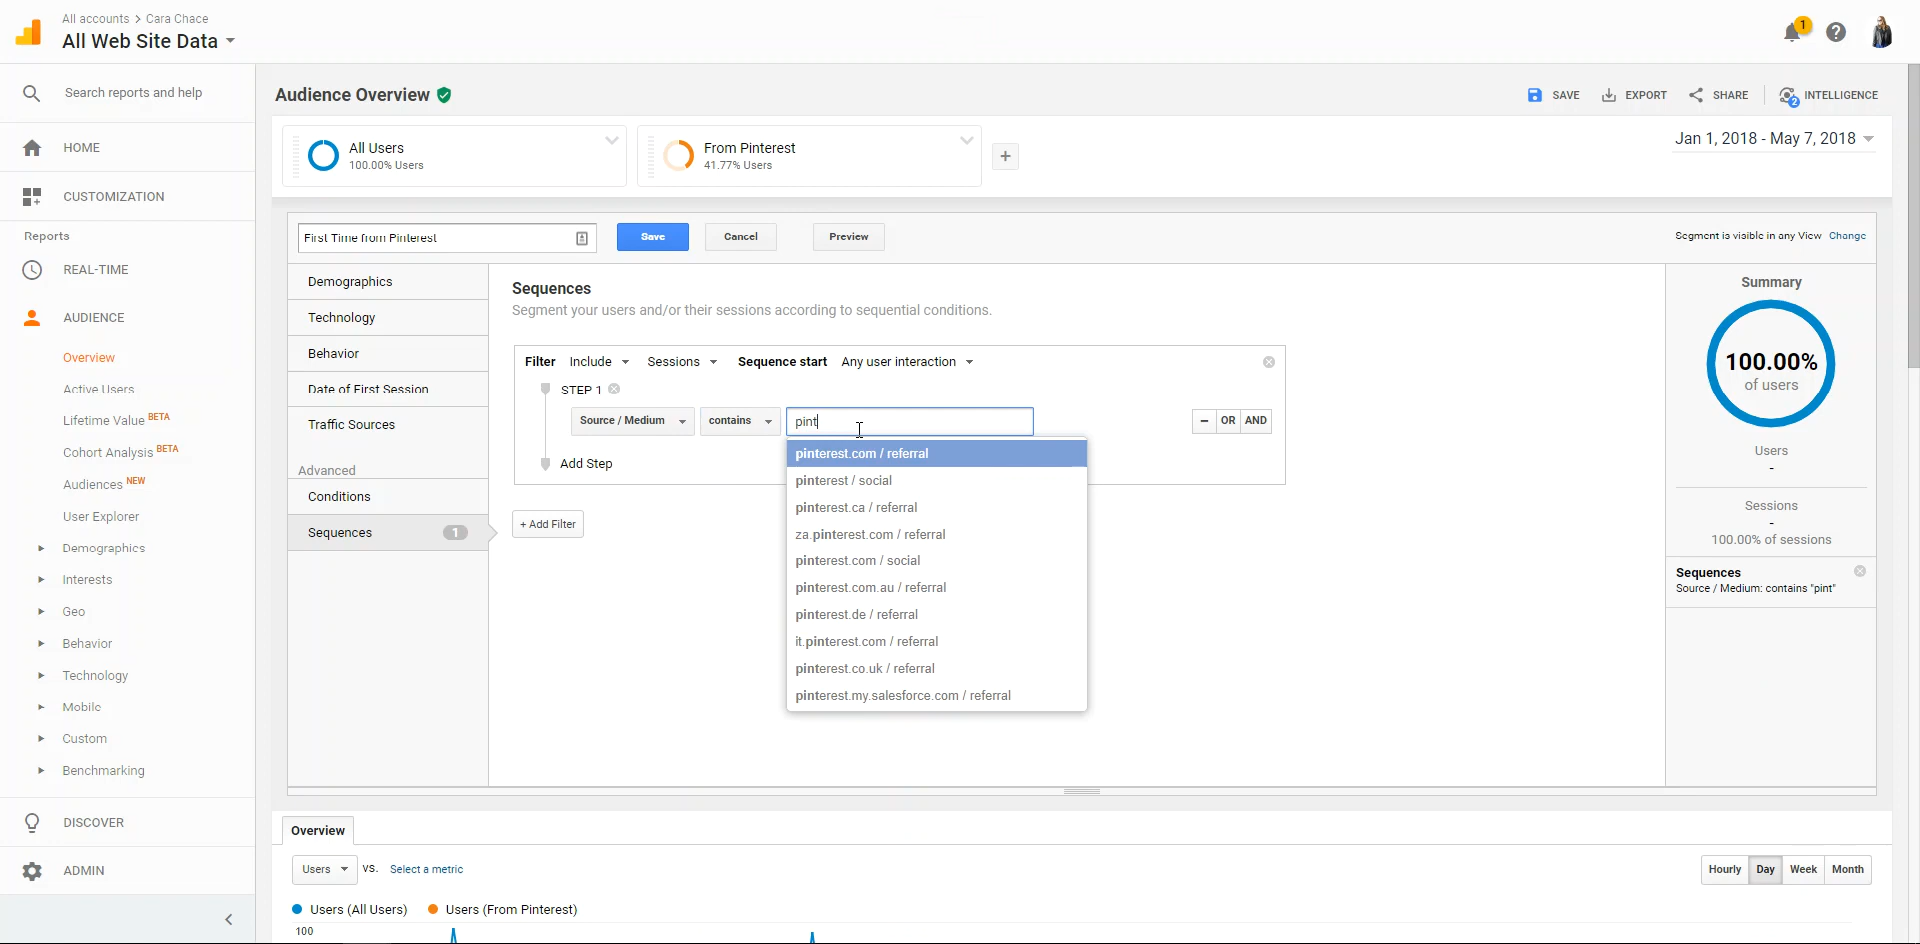 All accounts > Cara Chace
All Web Site Data
1
Search reports and help
HOME
CUSTOMIZATION
Reports
REAL-TIME
AUDIENCE
Overview
Active Users
Lifetime Value BETA
Cohort Analysis BETA
Audiences NEW
User Explorer
Demographics
Interests
Geo
Behavior
Technology
Mobile
Custom
Benchmarking
DISCOVER
ADMIN
Audience Overview
SAVE
EXPORT
SHARE
2
INTELLIGENCE
All Users
100.00% Users
From Pinterest
41.77% Users
+
Jan 1, 2018 - May 7, 2018
First Time from Pinterest
Save
Cancel
Preview
Segment is visible in any View Change
Demographics
Technology
Behavior
Date of First Session
Traffic Sources
Advanced
Conditions
Sequences 1
Sequences
Segment your users and/or their sessions according to sequential conditions.
Filter Include Sessions Sequence start Any user interaction
STEP 1
Source / Medium contains pint
− OR AND
Add Step
+ Add Filter
pinterest.com / referral
pinterest / social
pinterest.ca / referral
za.pinterest.com / referral
pinterest.com / social
pinterest.com.au / referral
pinterest.de / referral
it.pinterest.com / referral
pinterest.co.uk / referral
pinterest.my.salesforce.com / referral
Summary
100.00%
of users
Users
-
Sessions
-
100.00% of sessions
Sequences
Source / Medium: contains "pint"
Overview
Users VS. Select a metric
Hourly Day Week Month
Users (All Users) Users (From Pinterest)
100